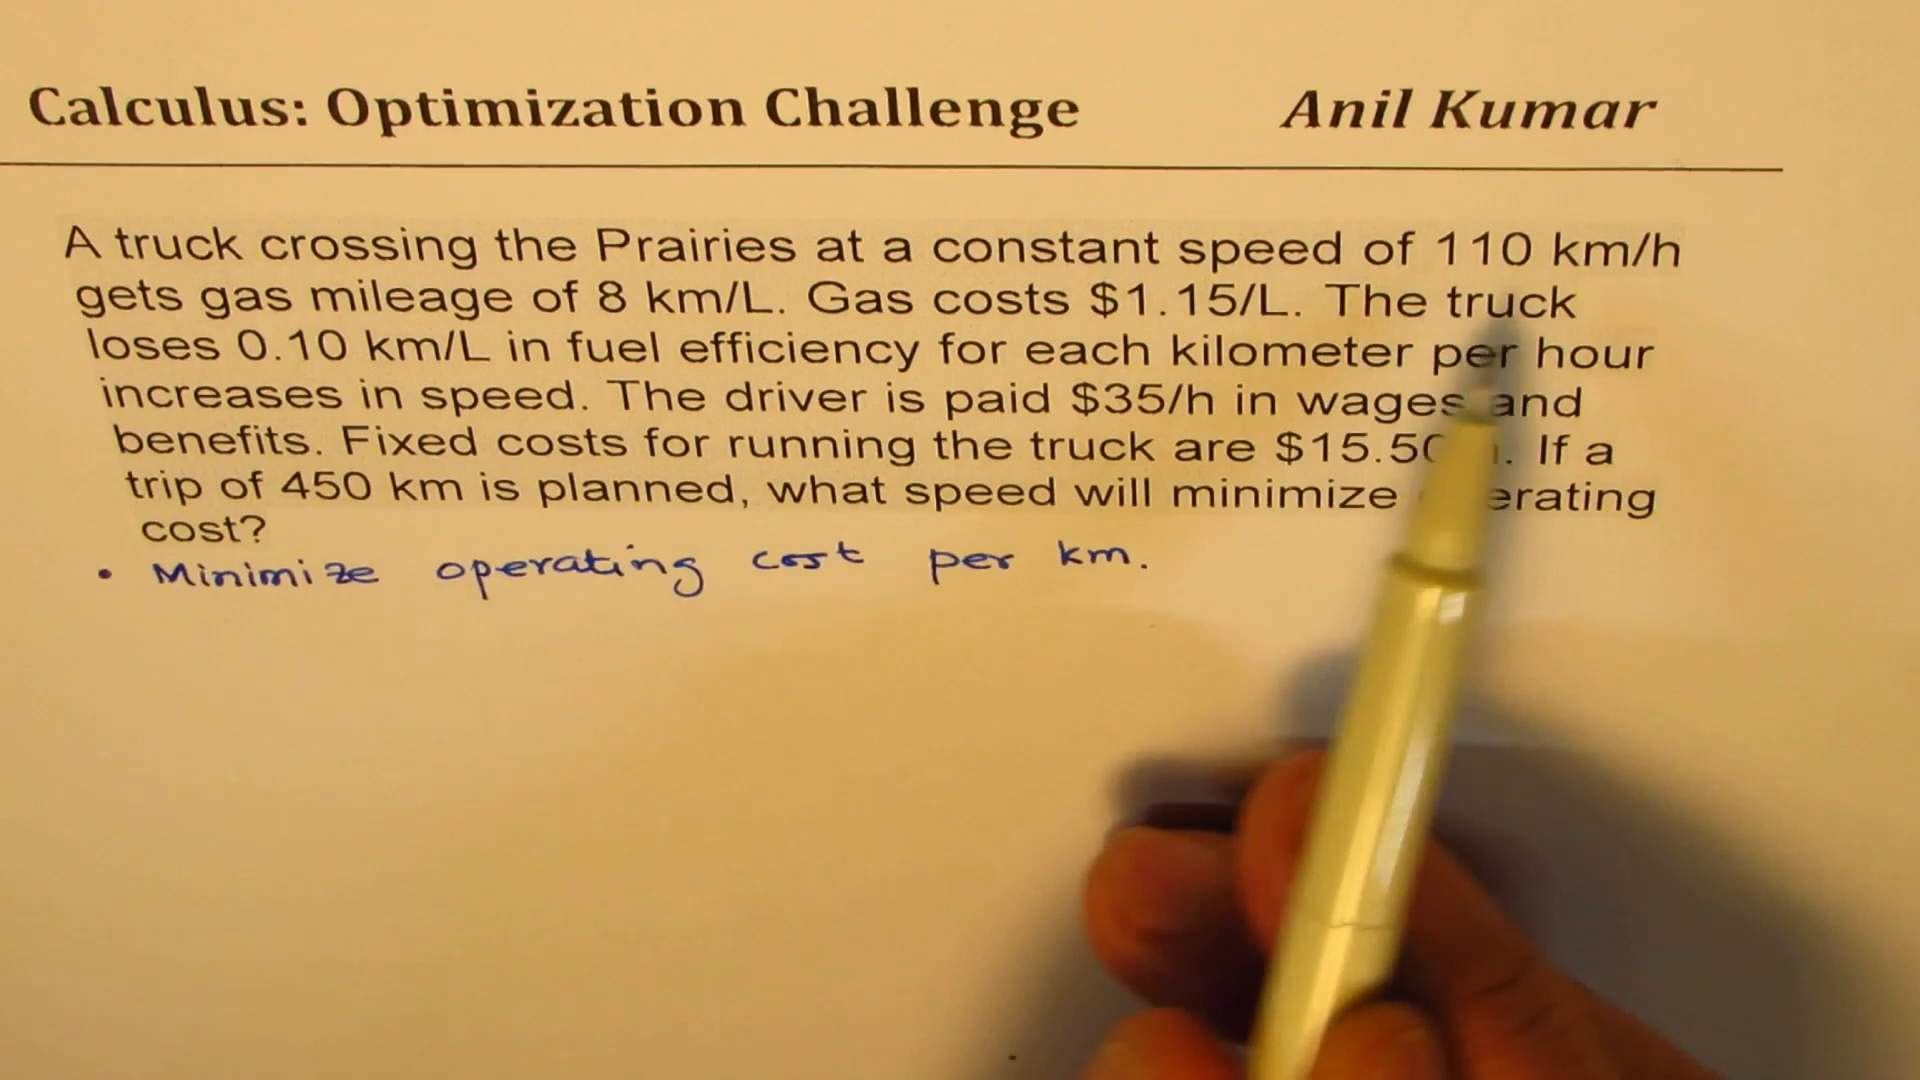 Calculus: Optimization Challenge Anil Kumar
A truck crossing the Prairies at a constant speed of 110 km/h
gets gas mileage of 8 km/L. Gas costs $1.15/L. The truck
loses 0.10 km/L in fuel efficiency for each kilometer per hour
increases in speed. The driver is paid $35/h in wages and
benefits. Fixed costs for running the truck are If a
trip of 450 km is planned, what speed will minimize
cost?
• Minimize operating cost per km.